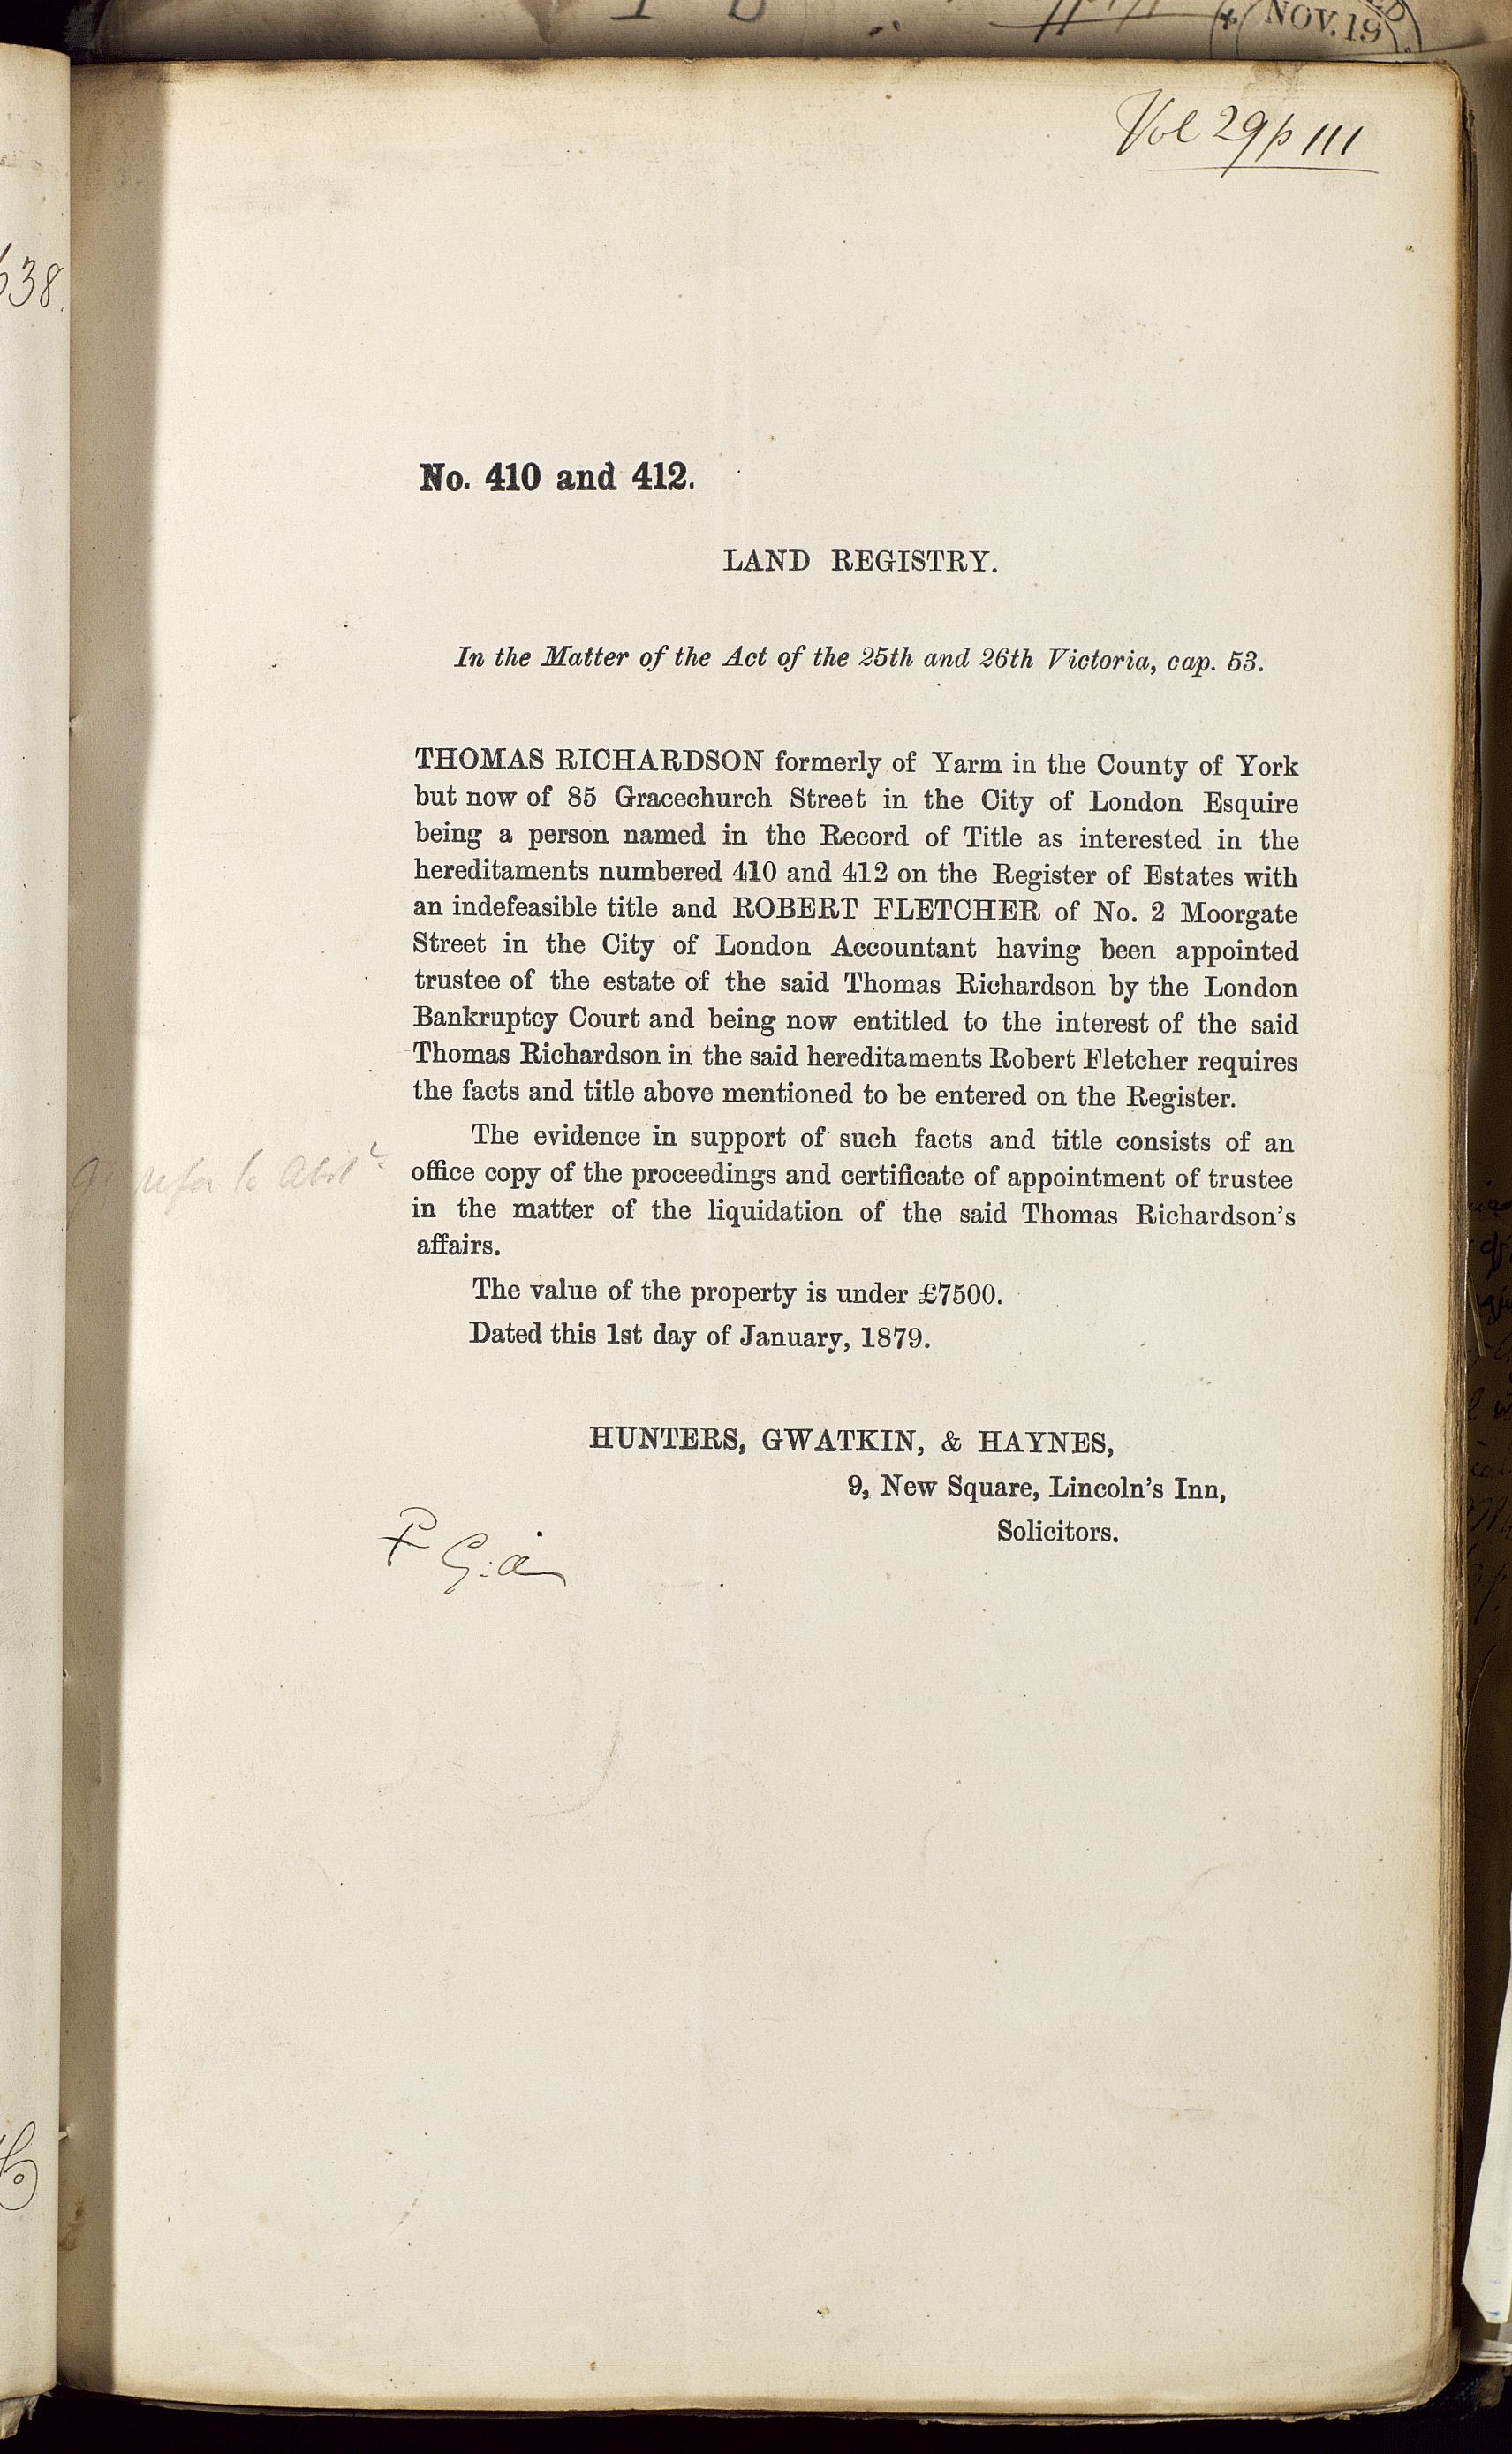 NOV. 19
Vol 29 p 111
38.
No. 410 and 412.
LAND REGISTRY.
In the Matter of the Act of the 25th and 26th Victoria, cap. 53.
THOMAS RICHARDSON formerly of Yarm in the County of York
but now of 85 Gracechurch Street in the City of London Esquire
being a person named in the Record of Title as interested in the
hereditaments numbered 410 and 412 on the Register of Estates with
an indefeasible title and ROBERT FLETCHER of No. 2 Moorgate
Street in the City of London Accountant having been appointed
trustee of the estate of the said Thomas Richardson by the London
Bankruptcy Court and being now entitled to the interest of the said
Thomas Richardson in the said hereditaments Robert Fletcher requires
the facts and title above mentioned to be entered on the Register.
The evidence in support of such facts and title consists of an
office copy of the proceedings and certificate of appointment of trustee
in the matter of the liquidation of the said Thomas Richardson's
affairs.
refer to
The value of the property is under £7500.
Dated this 1st day of January, 1879.
HUNTERS, GWATKIN, & HAYNES,
9, New Square, Lincoln's Inn,
Solicitors.